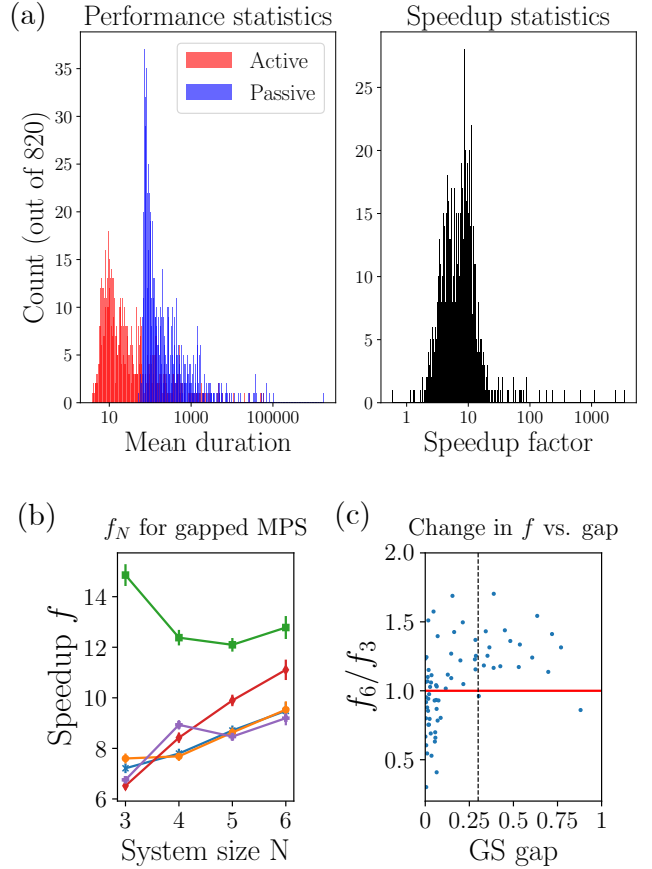 (a)
Performance statistics
Speedup statistics
Active
Passive
Count (out of 820)
35
30
25
20
15
10
5
0
10
1000
100000
Mean duration
25
20
15
10
5
0
1
10
100
1000
Speedup factor
(b)
f_N for gapped MPS
Speedup f
14
12
10
8
6
3
4
5
6
System size N
(c)
Change in f vs. gap
f_6/f_3
2.0
1.5
1.0
0.5
0
0.25
0.5
0.75
1
GS gap